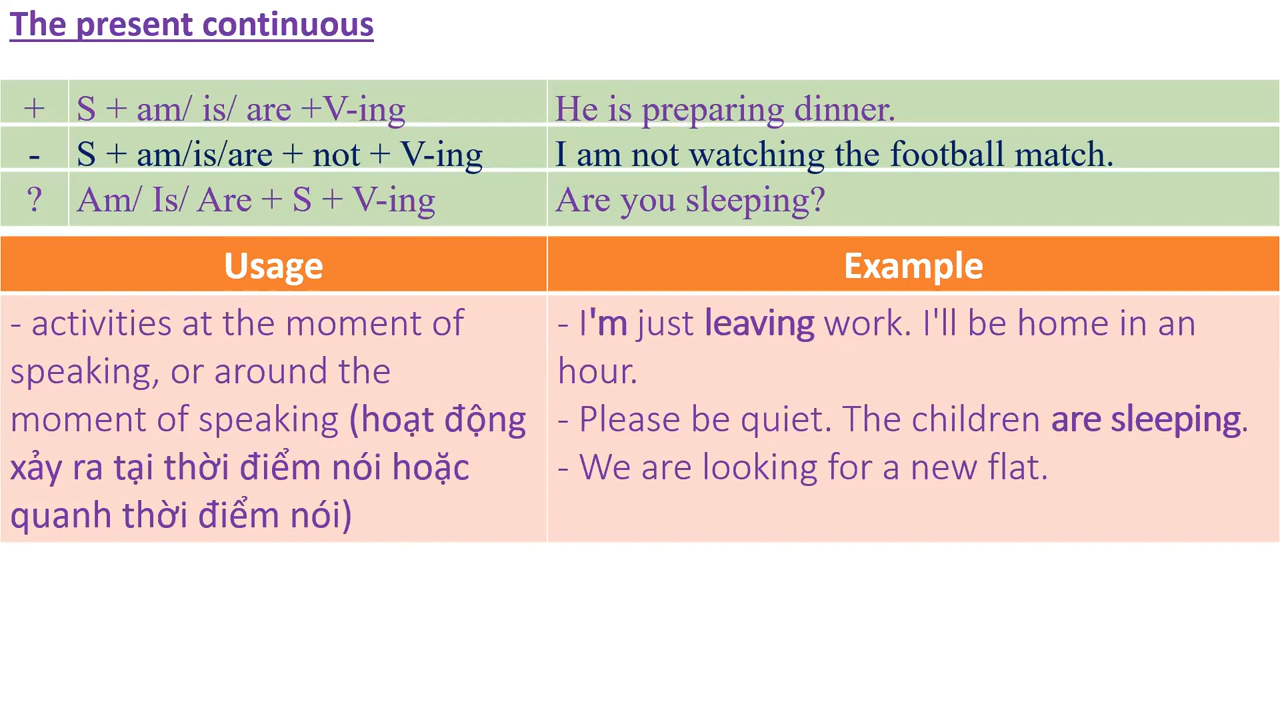 The present continuous
+ S + am/ is/ are +V-ing He is preparing dinner.
- S + am/is/are + not + V-ing I am not watching the football match.
? Am/ Is/ Are + S + V-ing Are you sleeping?
Usage Example
- activities at the moment of
speaking, or around the
moment of speaking (hoạt động
xảy ra tại thời điểm nói hoặc
quanh thời điểm nói)
- I'm just leaving work. I'll be home in an
hour.
- Please be quiet. The children are sleeping.
- We are looking for a new flat.